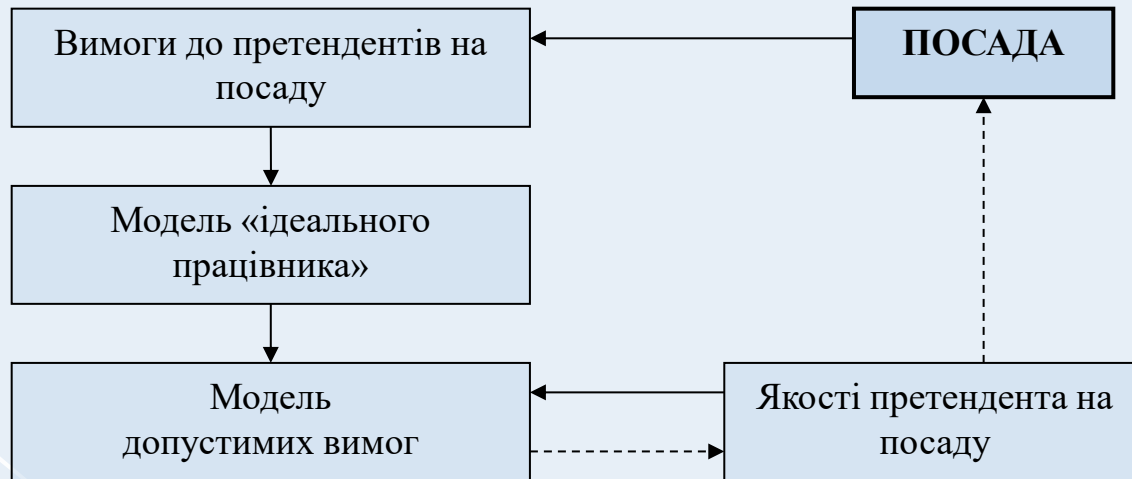 Вимоги до претендентів на
посаду
ПОСАДА
Модель «ідеального
працівника»
Модель
допустимих вимог
Якості претендента на
посаду